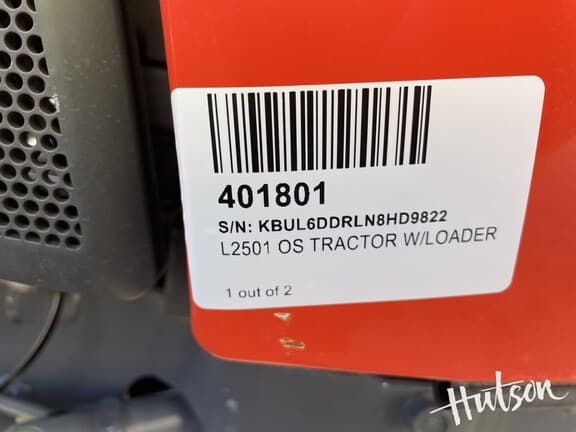 401801
S/N: KBUL6DDRLN8HD9822
L2501 OS TRACTOR W/LOADER
1 out of 2
Hutson